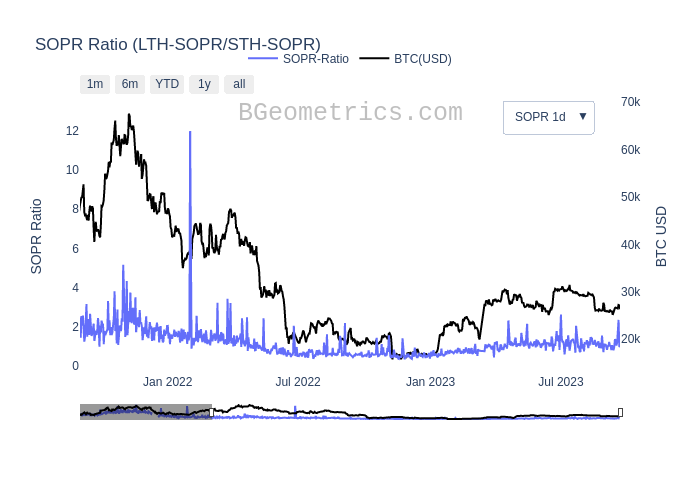 SOPR Ratio (LTH-SOPR/STH-SOPR)
SOPR-Ratio
BTC(USD)
1m
6m
YTD
1y
all
BGeometrics.com
SOPR 1d ▼
SOPR Ratio
12
10
8
6
4
2
0
70k
60k
50k
40k
30k
20k
BTC USD
Jan 2022
Jul 2022
Jan 2023
Jul 2023